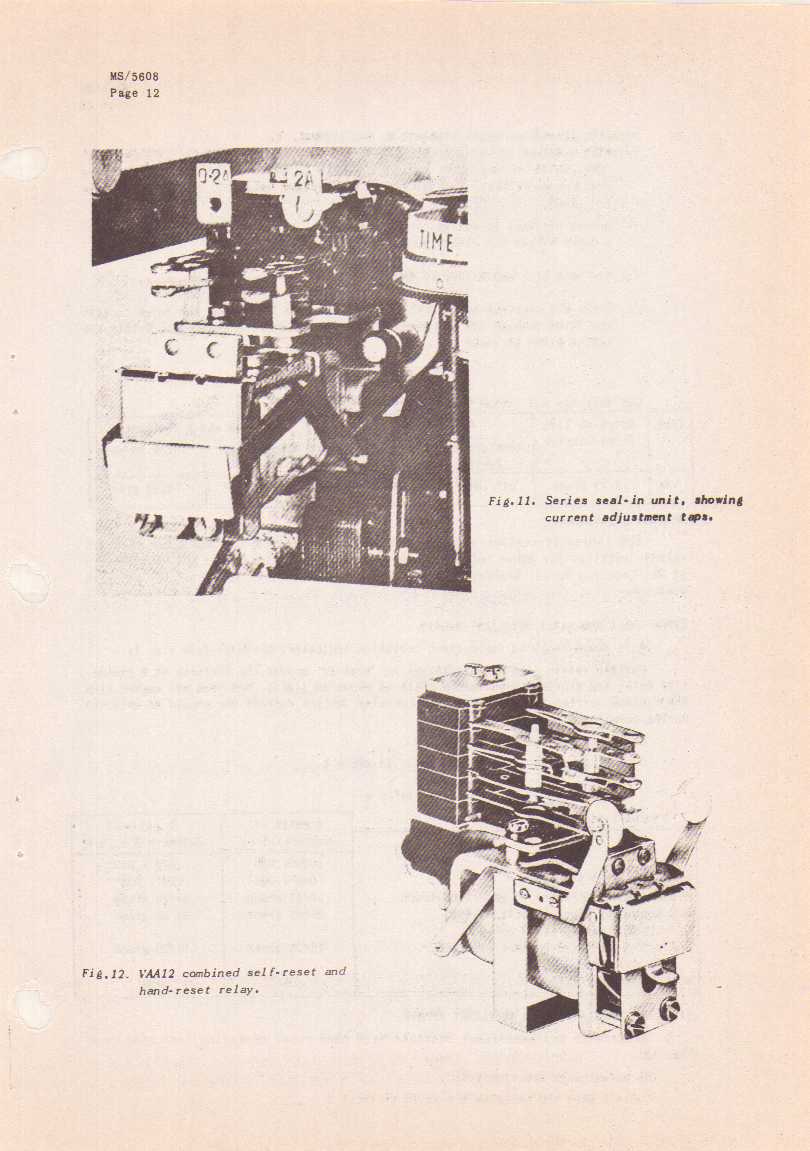 MS/5608
Page 12
0·2A
2A
TIME
0
Fig.11. Series seal-in unit, showing
current adjustment taps.
Fig.12. VAA12 combined self-reset and
hand-reset relay.